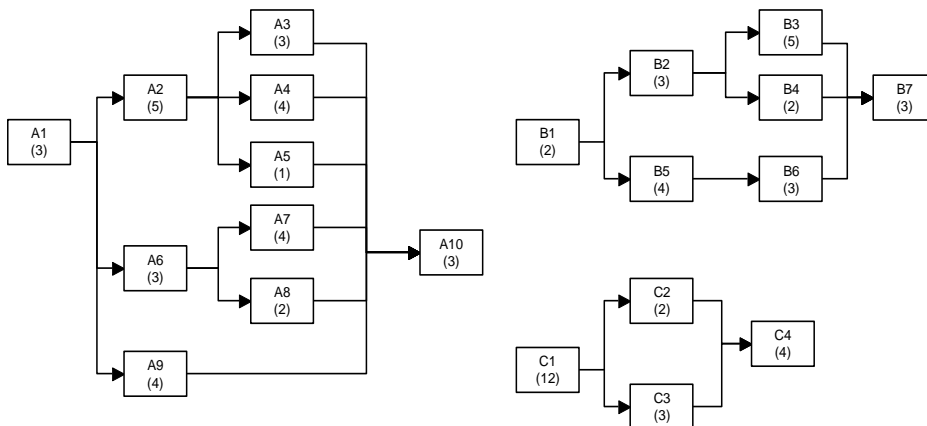 A1
(3)
A2
(5)
A3
(3)
A4
(4)
A5
(1)
A6
(3)
A7
(4)
A8
(2)
A9
(4)
A10
(3)
B1
(2)
B2
(3)
B3
(5)
B4
(2)
B5
(4)
B6
(3)
B7
(3)
C1
(12)
C2
(2)
C3
(3)
C4
(4)